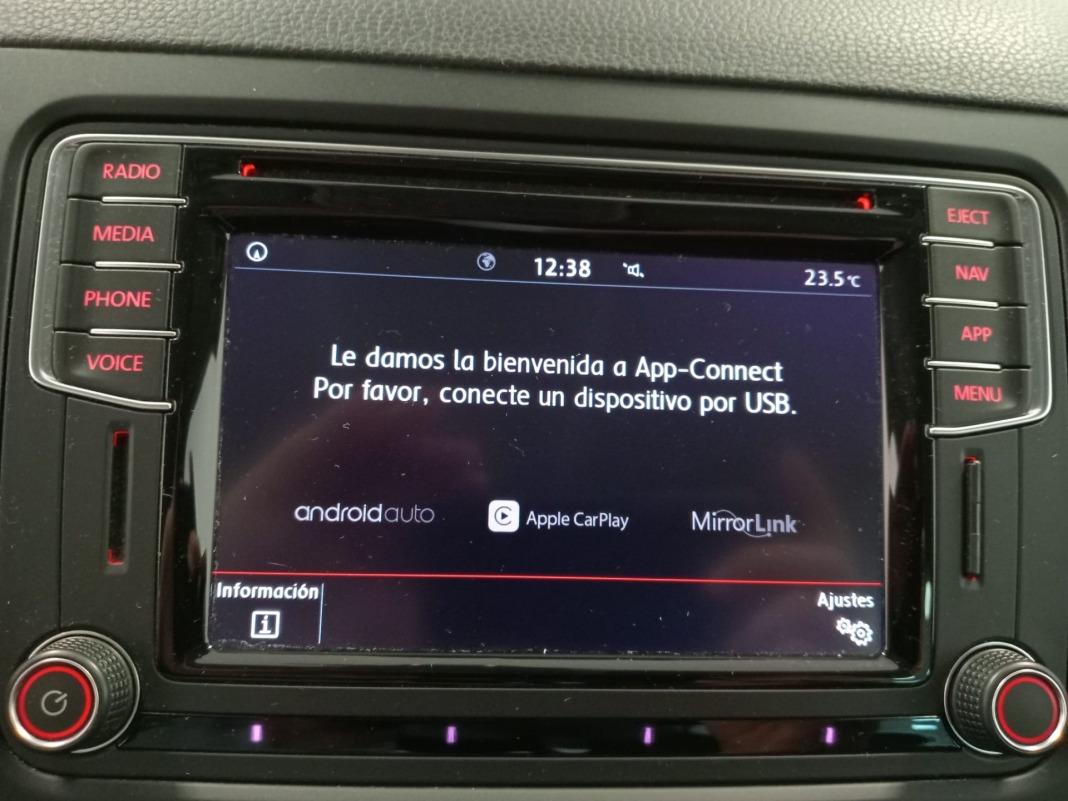 RADIO
MEDIA
PHONE
VOICE
EJECT
NAV
APP
MENU
12:38
23.5°C
Le damos la bienvenida a App-Connect
Por favor, conecte un dispositivo por USB.
androidauto
Apple CarPlay
MirrorLink
Información
i
Ajustes